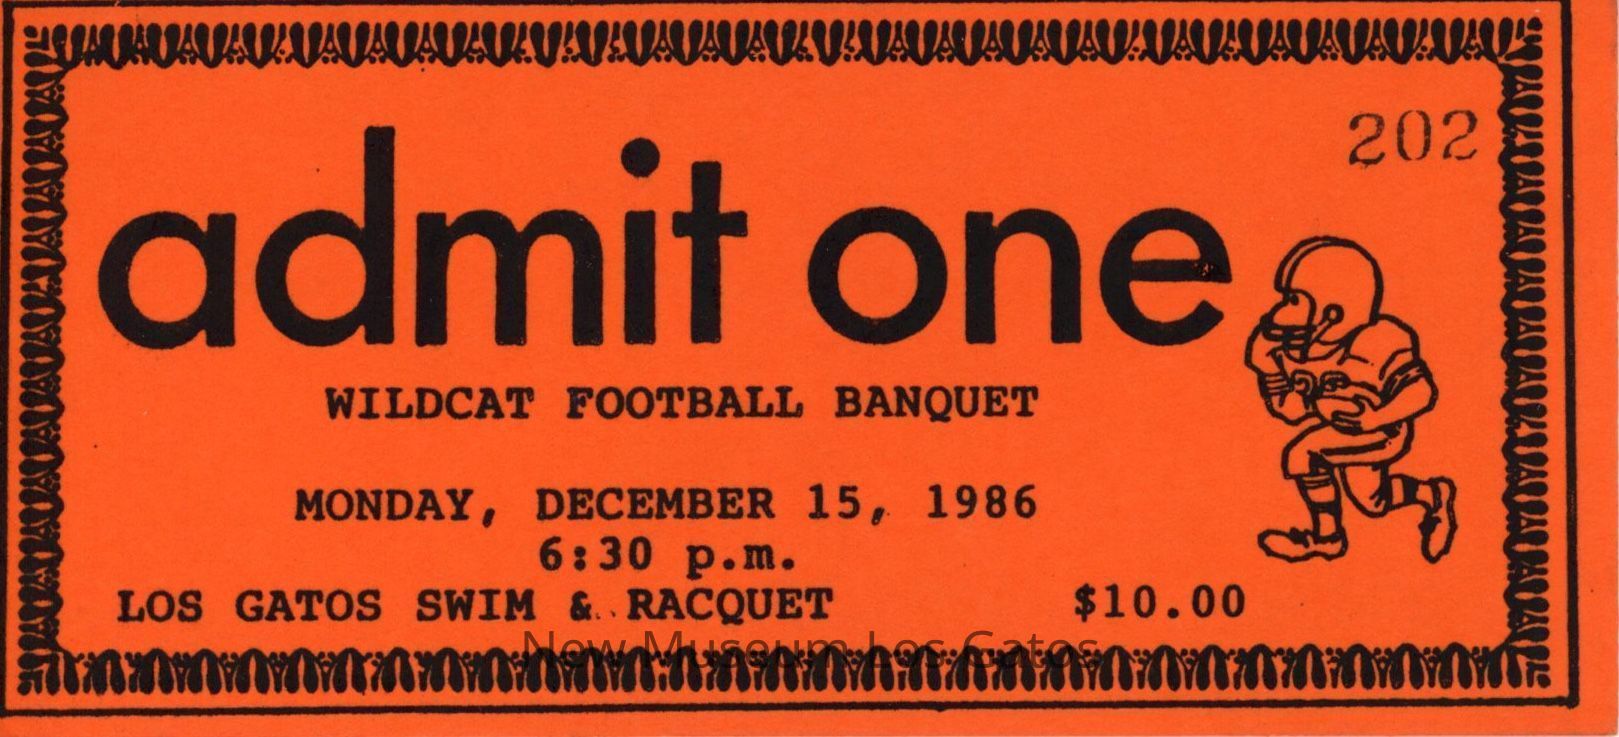 202
admit one
WILDCAT FOOTBALL BANQUET
MONDAY, DECEMBER 15, 1986
6:30 p.m.
LOS GATOS SWIM & RACQUET $10.00
New Museum Los Gatos